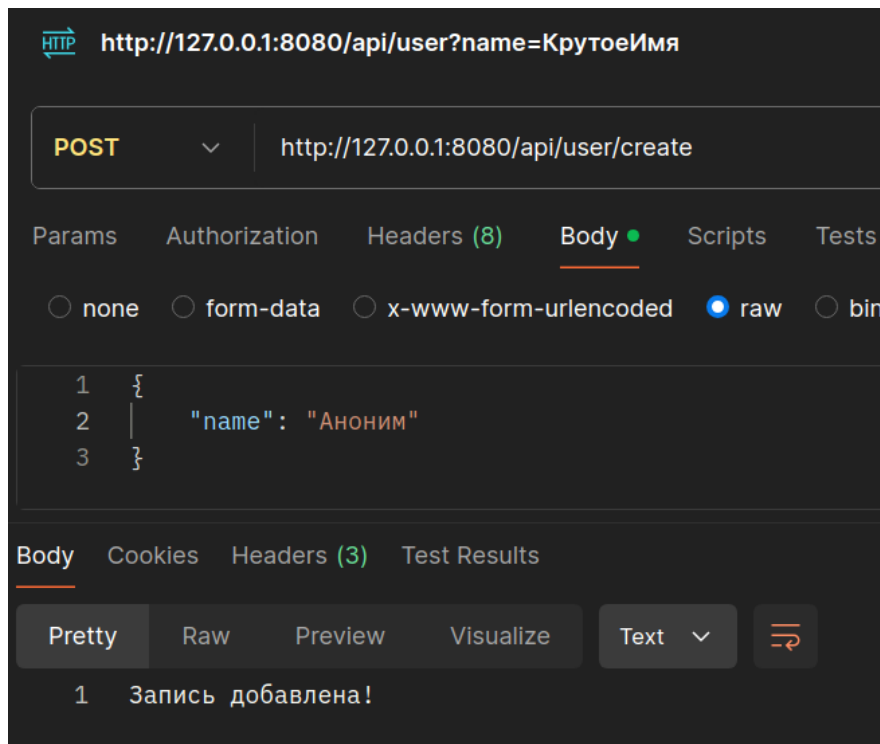 HTTP http://127.0.0.1:8080/api/user?name=КрутоеИмя
POST http://127.0.0.1:8080/api/user/create
Params Authorization Headers (8) Body Scripts Tests
none form-data x-www-form-urlencoded raw bin
1 {
2 "name": "Аноним"
3 }
Body Cookies Headers (3) Test Results
Pretty Raw Preview Visualize Text
1 Запись добавлена!